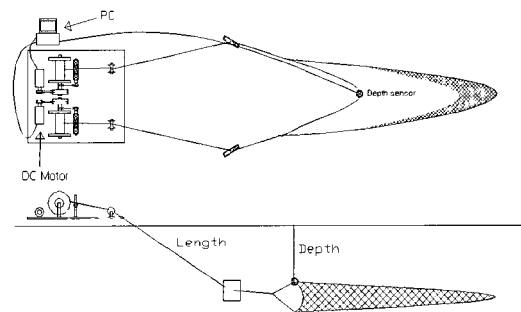 PC
Depth sensor
DC Motor
Length
Depth